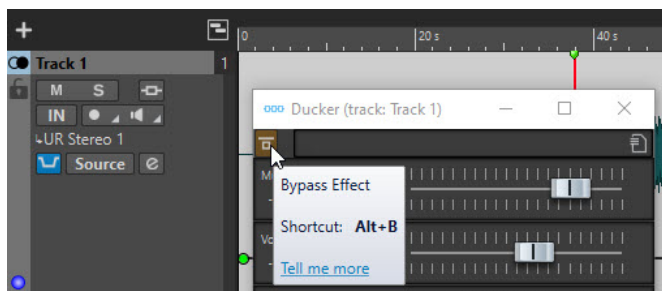 0 20 s 40 s
Track 1 1
M S
IN
UR Stereo 1
Source e
Ducker (track: Track 1)
Bypass Effect
Shortcut: Alt+B
Tell me more